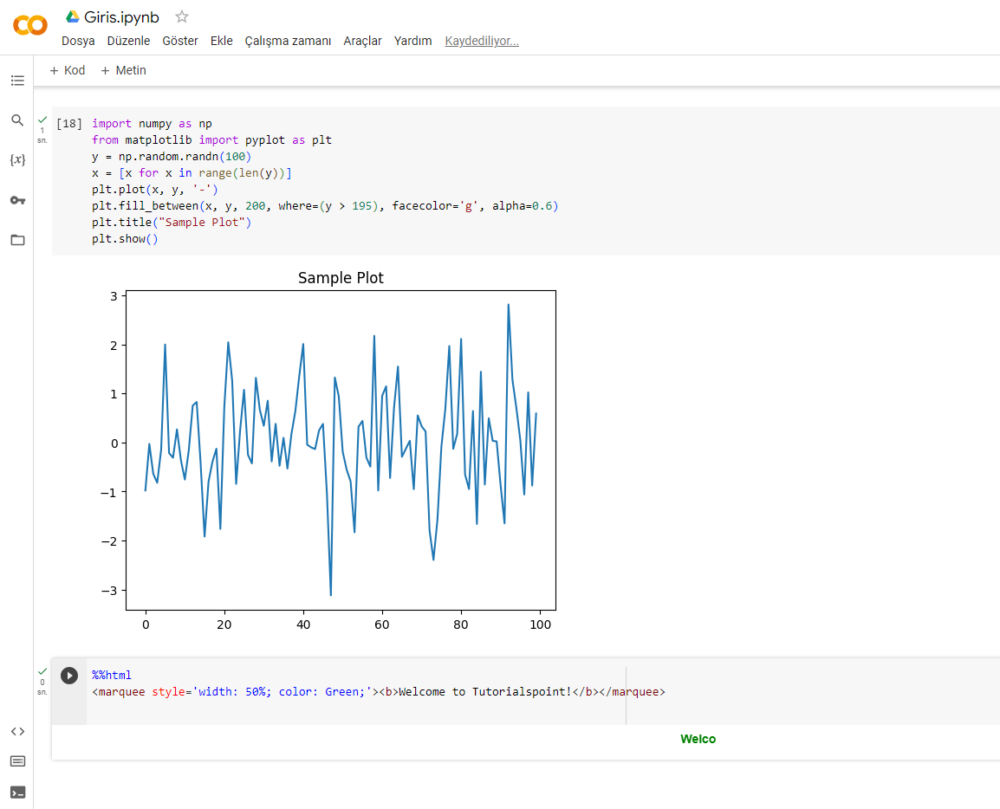 Giris.ipynb
Dosya Düzenle Göster Ekle Çalışma zamanı Araçlar Yardım Kaydediliyor...
+ Kod + Metin
[18] import numpy as np
1 sn.
from matplotlib import pyplot as plt
y = np.random.randn(100)
x = [x for x in range(len(y))]
plt.plot(x, y, '-')
plt.fill_between(x, y, 200, where=(y > 195), facecolor='g', alpha=0.6)
plt.title("Sample Plot")
plt.show()
Sample Plot
3
2
1
0
−1
−2
−3
0 20 40 60 80 100
0 sn.
%%html
<marquee style='width: 50%; color: Green;'><b>Welcome to Tutorialspoint!</b></marquee>
Welco